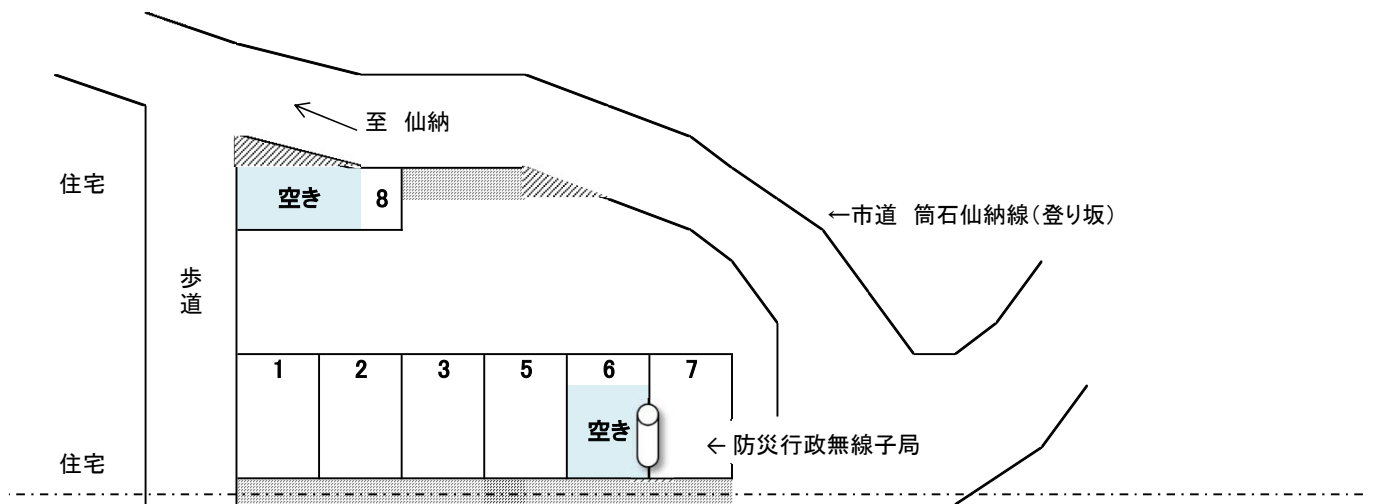 至 仙納
住宅
空き 8
←市道 筒石仙納線(登り坂)
歩道
1 2 3 5 6 7
空き
←防災行政無線子局
住宅